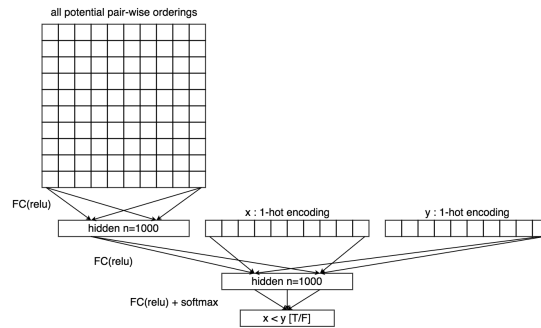 all potential pair-wise orderings
FC(relu)
hidden n=1000
x : 1-hot encoding
y : 1-hot encoding
FC(relu)
hidden n=1000
FC(relu) + softmax
x < y [T/F]